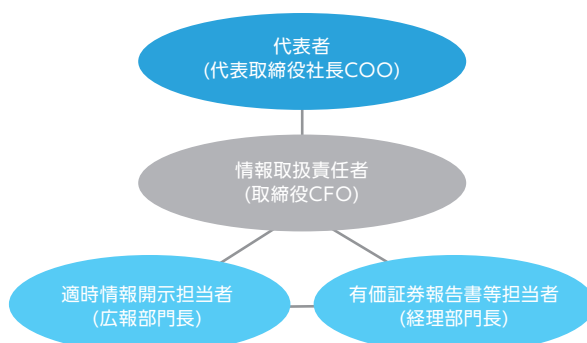 代表者
(代表取締役社長COO)
情報取扱責任者
(取締役CFO)
適時情報開示担当者
(広報部門長)
有価証券報告書等担当者
(経理部門長)